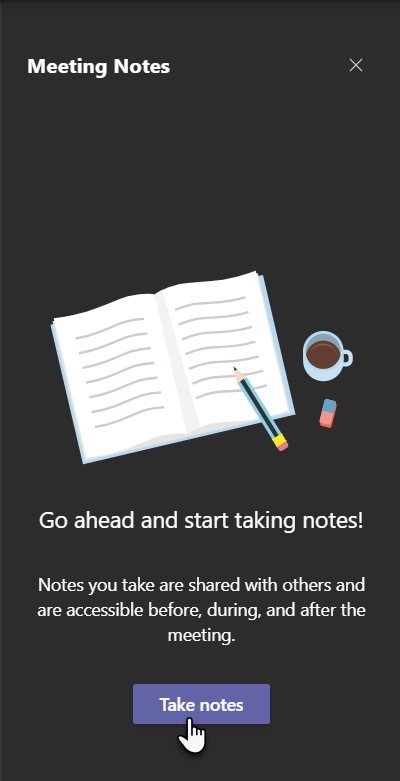 Meeting Notes
Go ahead and start taking notes!
Notes you take are shared with others and
are accessible before, during, and after the
meeting.
Take notes